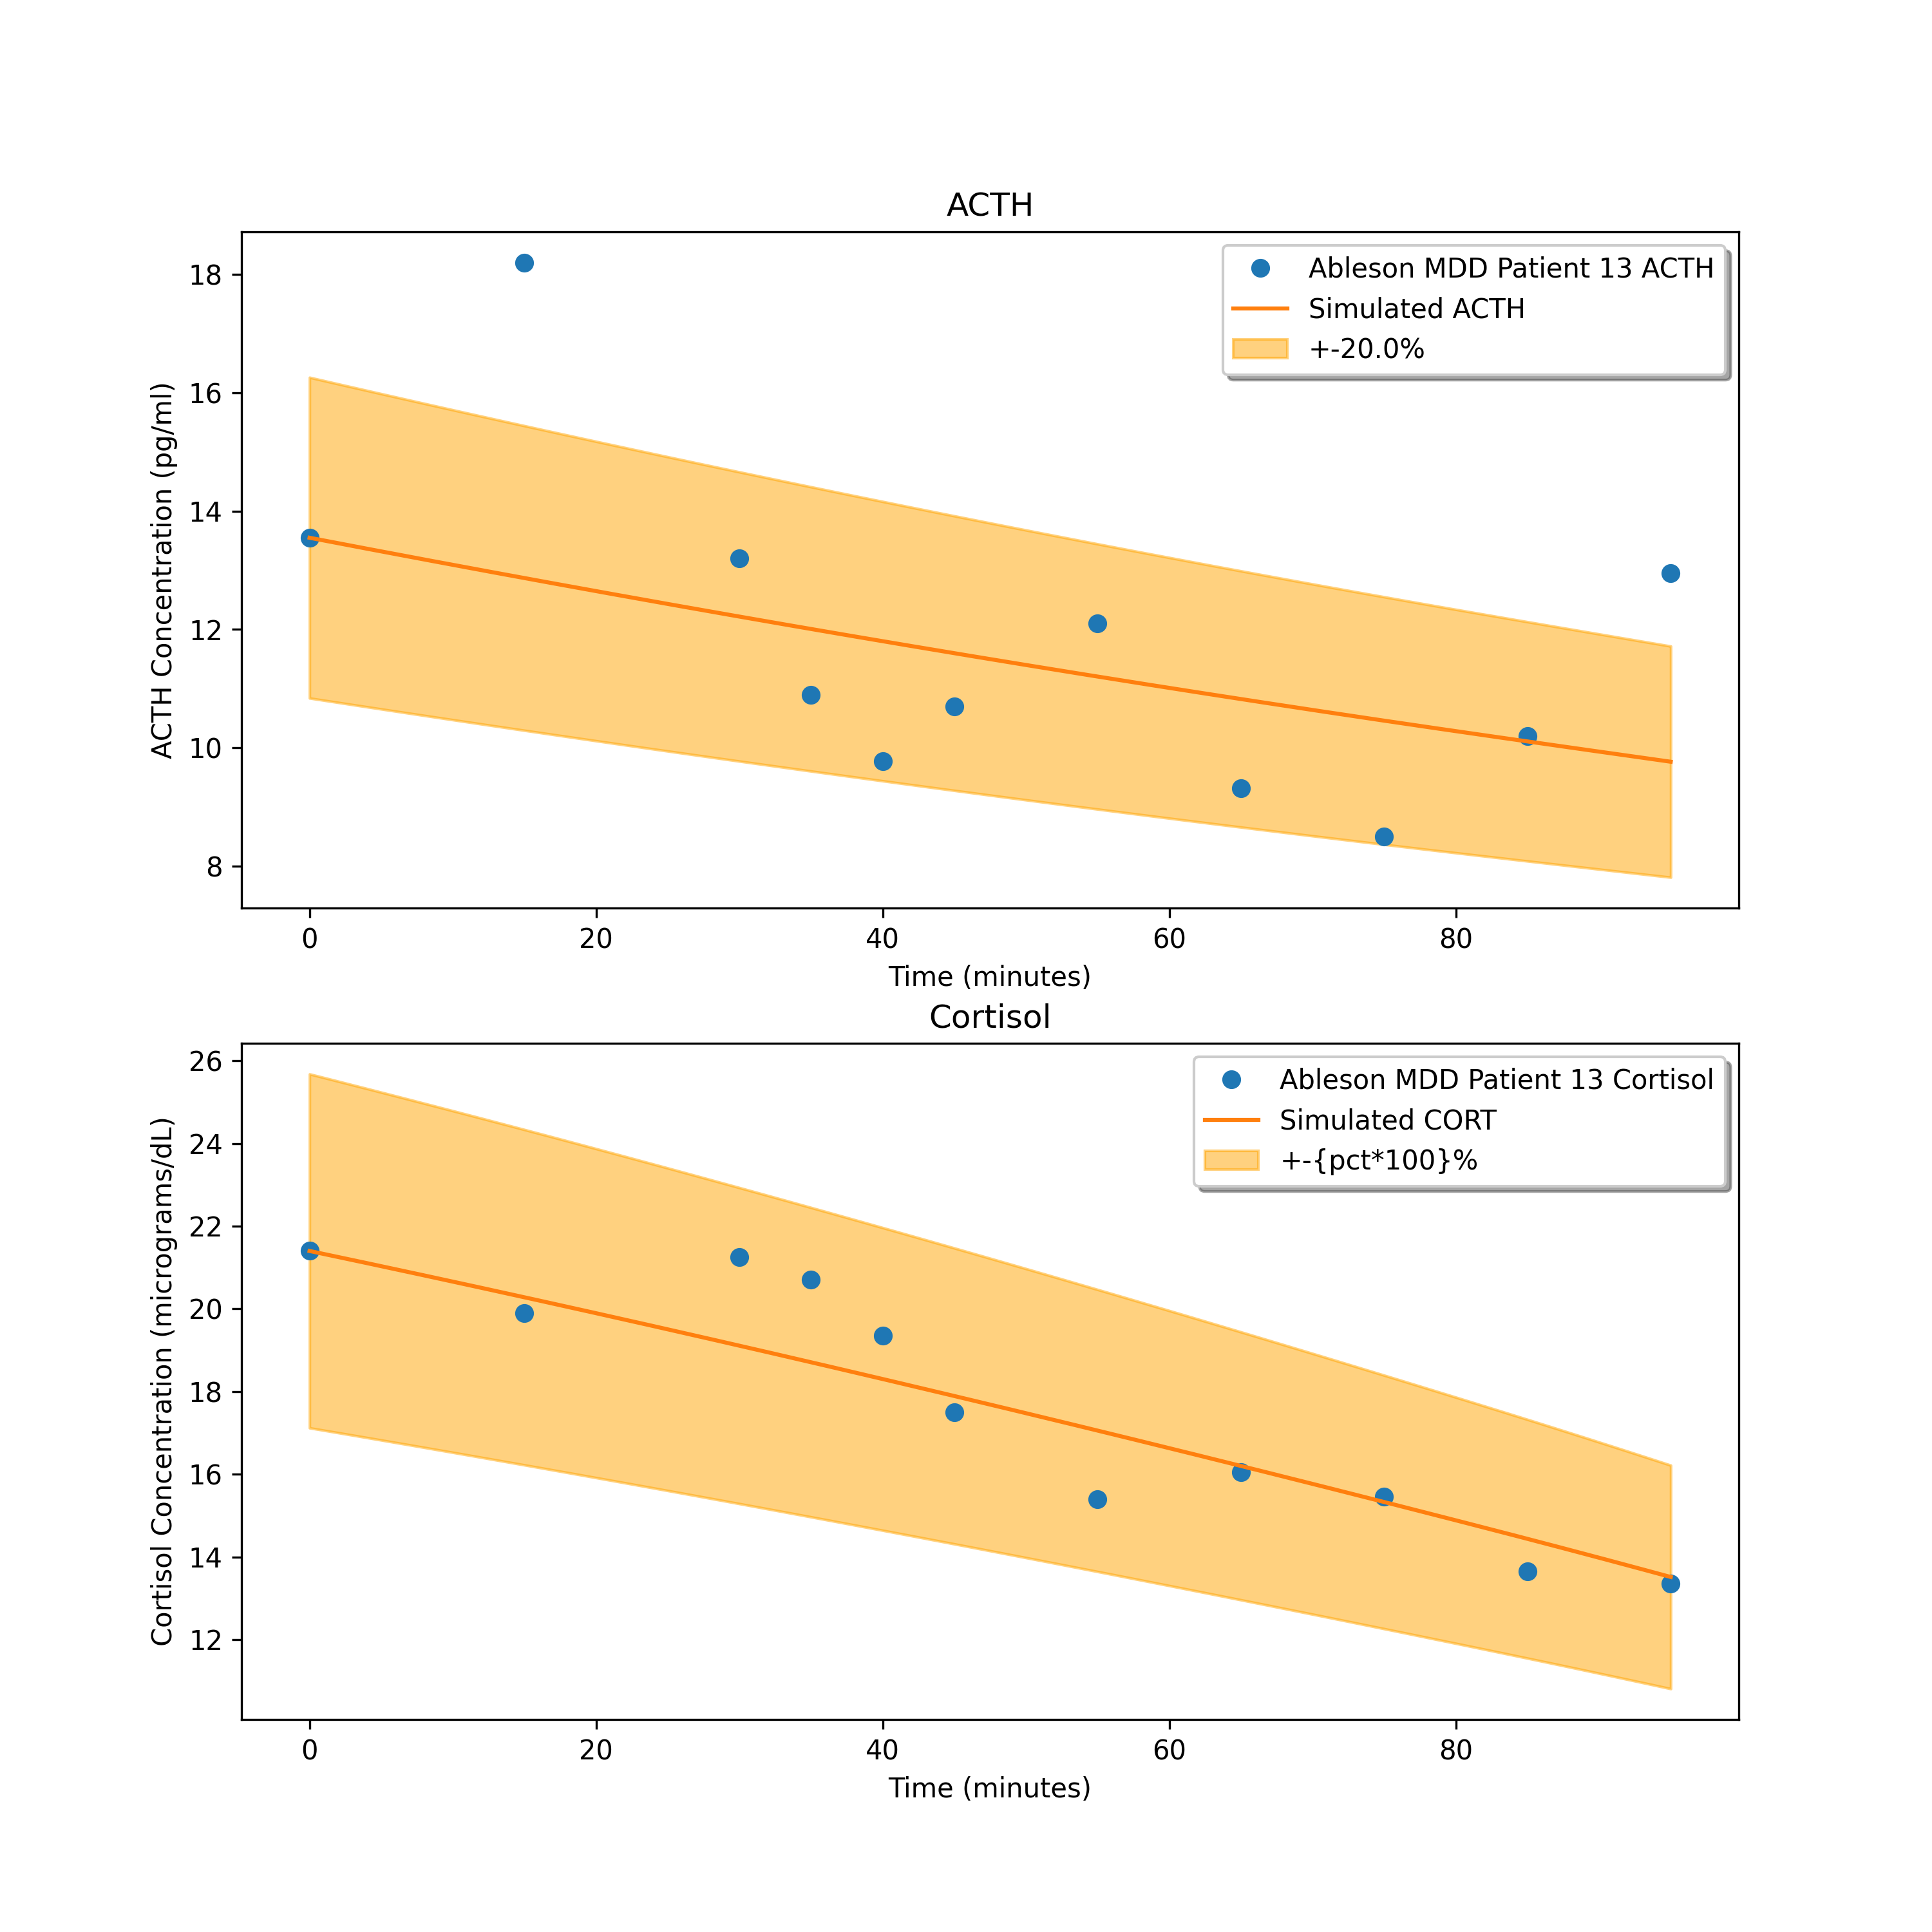 ACTH
18
16
14
12
10
8
ACTH Concentration (pg/ml)
Ableson MDD Patient 13 ACTH
Simulated ACTH
+-20.0%
0 20 40 60 80
Time (minutes)
Cortisol
26
24
22
20
18
16
14
12
Cortisol Concentration (micrograms/dL)
Ableson MDD Patient 13 Cortisol
Simulated CORT
+-{pct*100}%
0 20 40 60 80
Time (minutes)